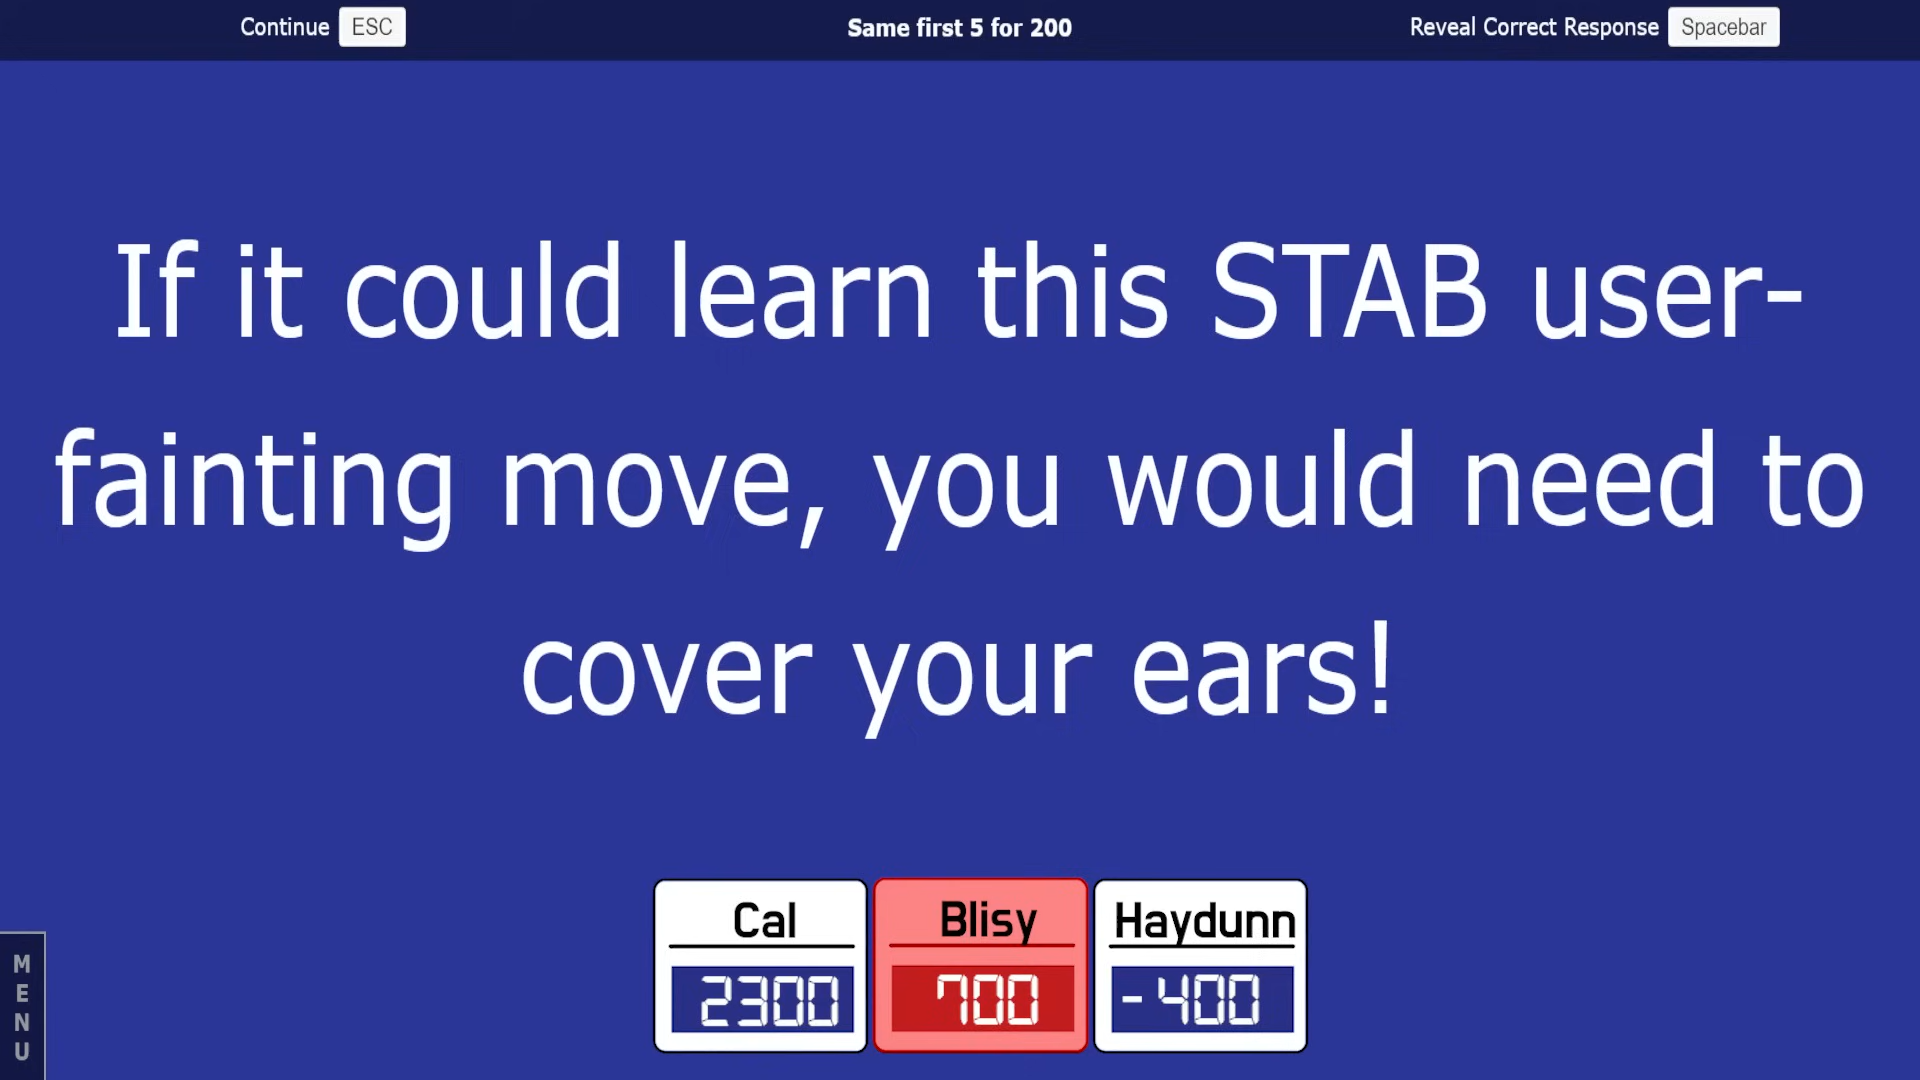 Continue ESC
Same first 5 for 200
Reveal Correct Response Spacebar
If it could learn this STAB user-
fainting move, you would need to
cover your ears!
Cal
2300
Blisy
700
Haydunn
-400
MENU